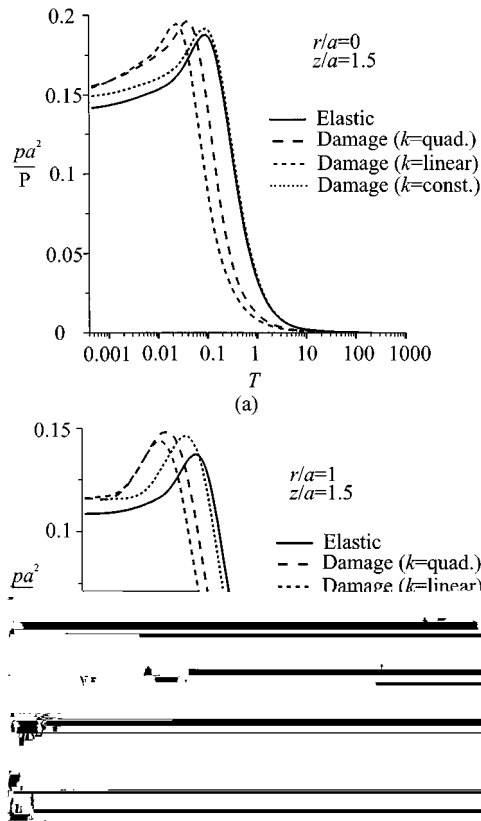 0.2
r/a=0
z/a=1.5
0.15
Elastic
Damage (k=quad.)
Damage (k=linear)
Damage (k=const.)
pa²
P
0.1
0.05
0
0.001 0.01 0.1 1 10 100 1000
T
(a)
0.15
r/a=1
z/a=1.5
0.1
Elastic
Damage (k=quad.)
Damage (k=linear)
pa²